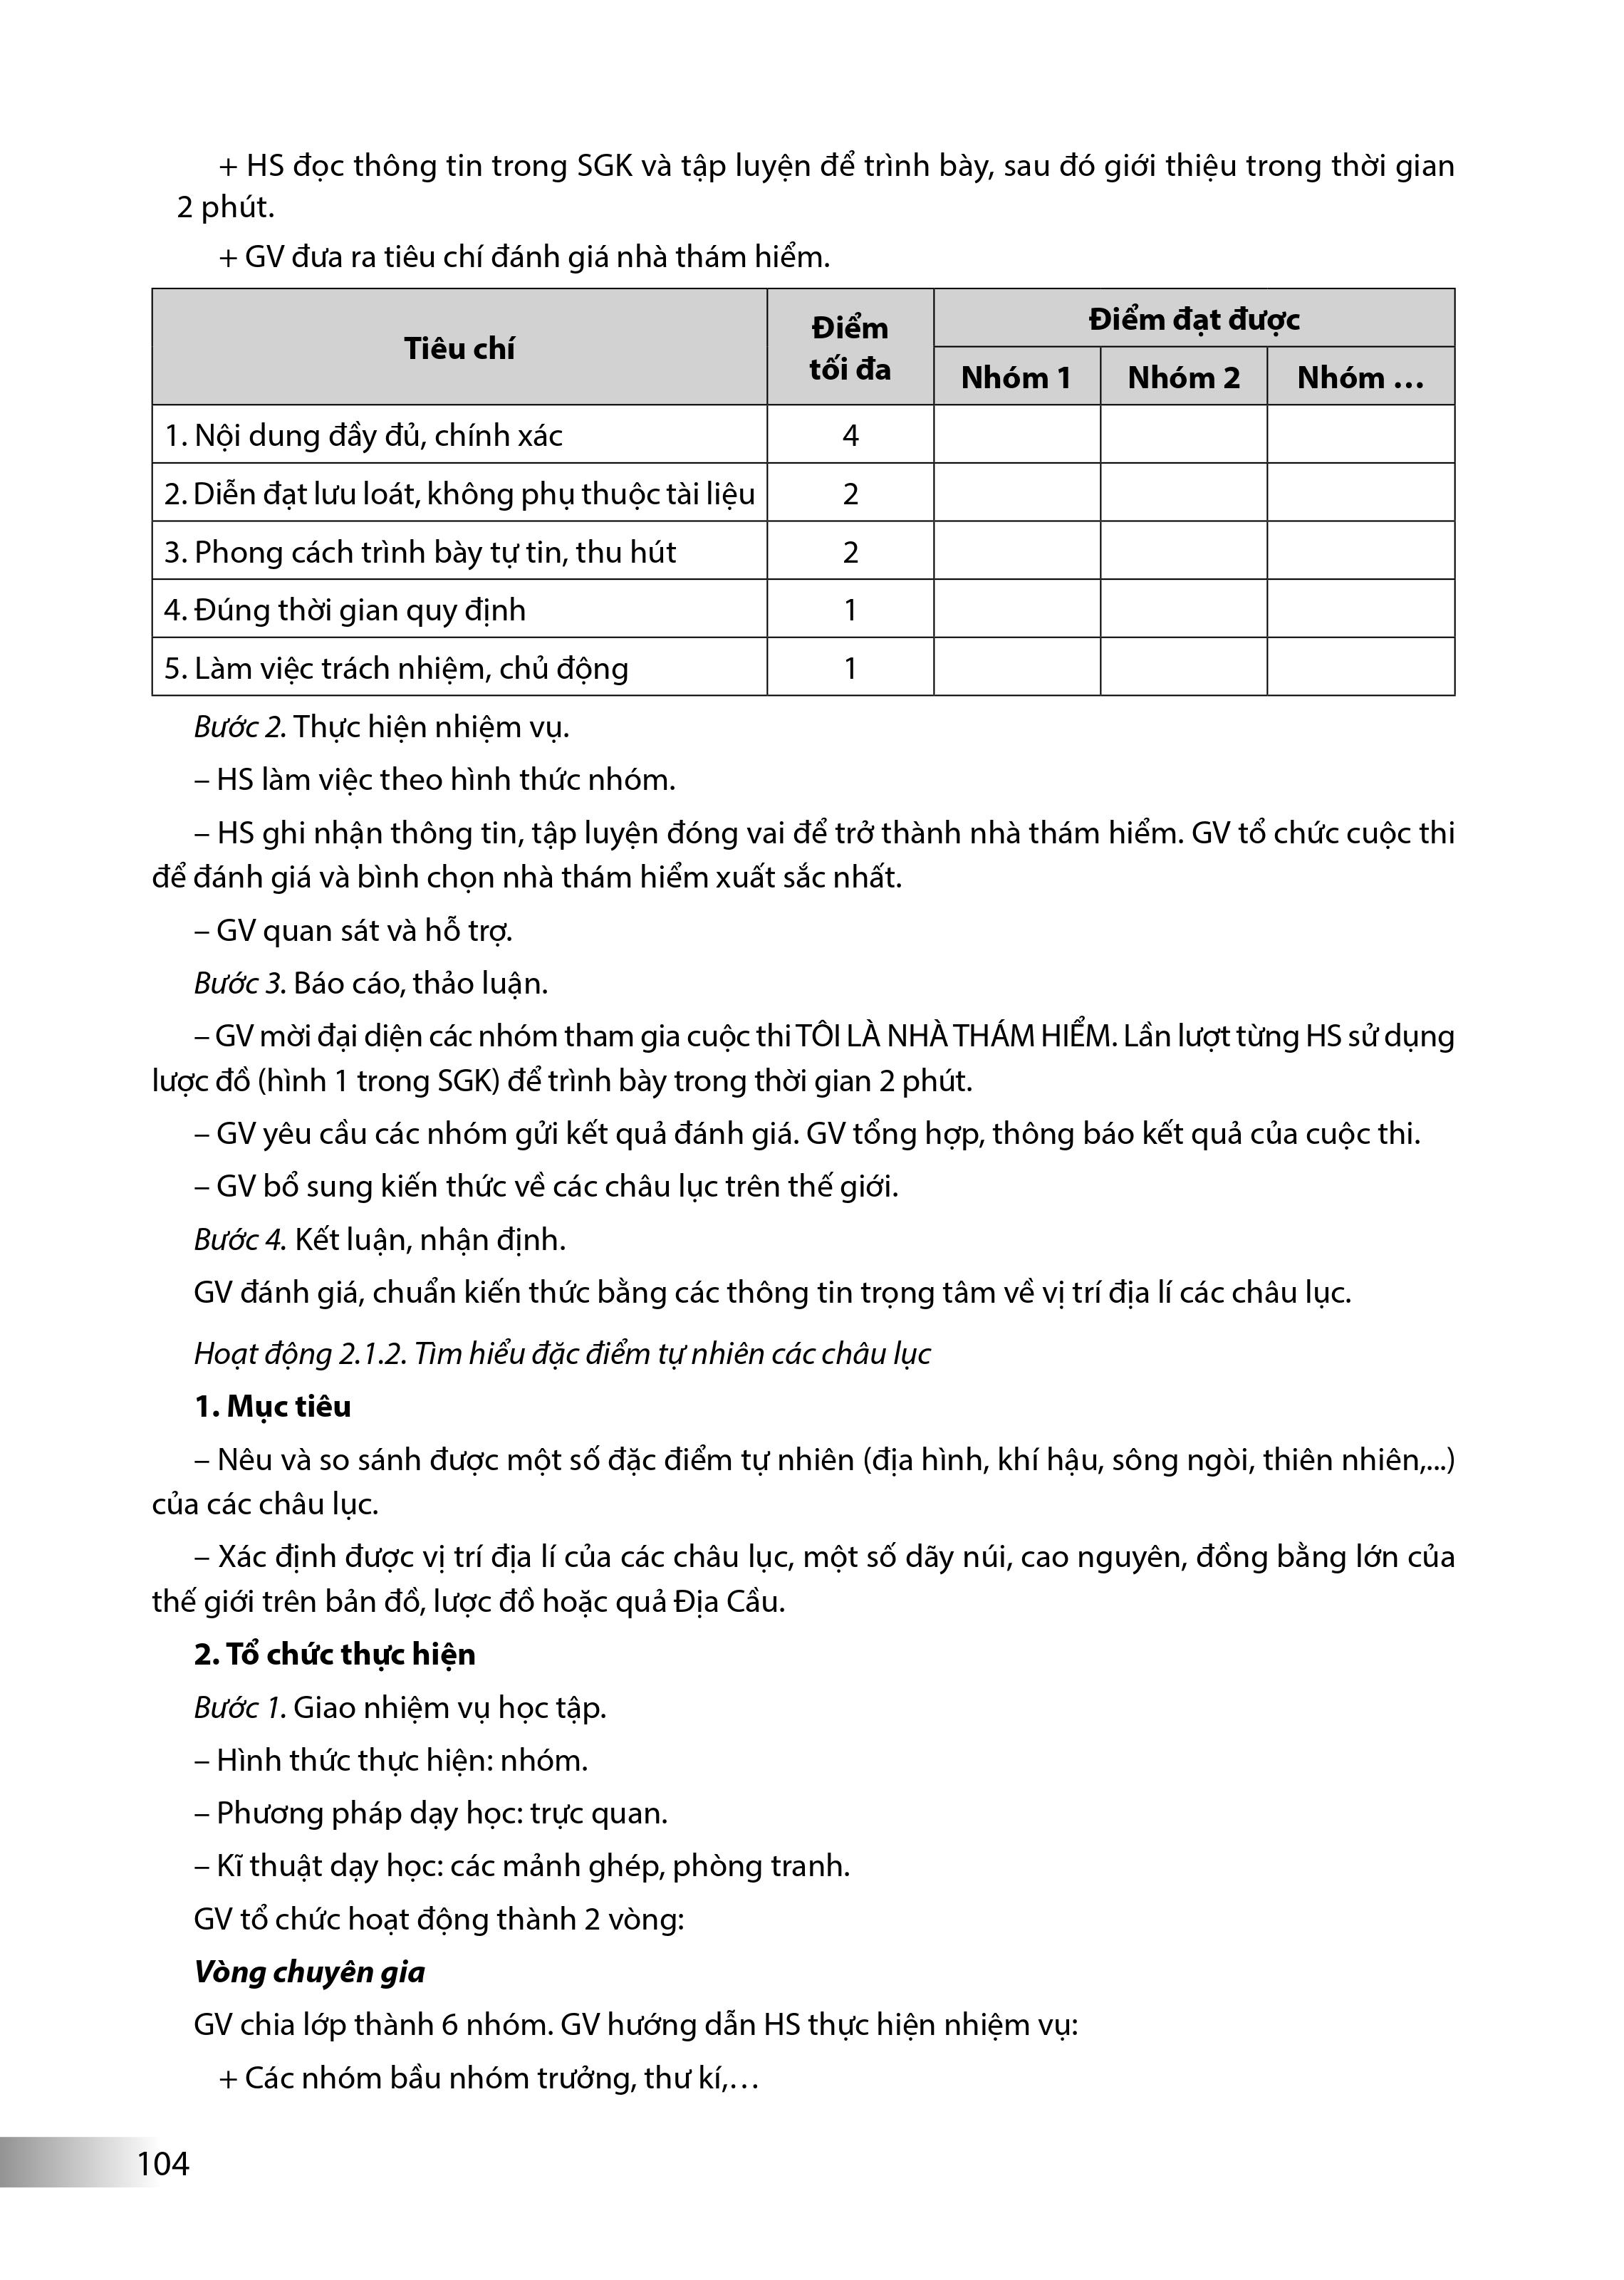 + HS đọc thông tin trong SGK và tập luyện để trình bày, sau đó giới thiệu trong thời gian
2 phút.
+ GV đưa ra tiêu chí đánh giá nhà thám hiểm.
Tiêu chí
Điểm
tối đa
Điểm đạt được
Nhóm 1
Nhóm 2
Nhóm …
1. Nội dung đầy đủ, chính xác
4
2. Diễn đạt lưu loát, không phụ thuộc tài liệu
2
3. Phong cách trình bày tự tin, thu hút
2
4. Đúng thời gian quy định
1
5. Làm việc trách nhiệm, chủ động
1
Bước 2. Thực hiện nhiệm vụ.
– HS làm việc theo hình thức nhóm.
– HS ghi nhận thông tin, tập luyện đóng vai để trở thành nhà thám hiểm. GV tổ chức cuộc thi
để đánh giá và bình chọn nhà thám hiểm xuất sắc nhất.
– GV quan sát và hỗ trợ.
Bước 3. Báo cáo, thảo luận.
– GV mời đại diện các nhóm tham gia cuộc thi TÔI LÀ NHÀ THÁM HIỂM. Lần lượt từng HS sử dụng
lược đồ (hình 1 trong SGK) để trình bày trong thời gian 2 phút.
– GV yêu cầu các nhóm gửi kết quả đánh giá. GV tổng hợp, thông báo kết quả của cuộc thi.
– GV bổ sung kiến thức về các châu lục trên thế giới.
Bước 4. Kết luận, nhận định.
GV đánh giá, chuẩn kiến thức bằng các thông tin trọng tâm về vị trí địa lí các châu lục.
Hoạt động 2.1.2. Tìm hiểu đặc điểm tự nhiên các châu lục
1. Mục tiêu
– Nêu và so sánh được một số đặc điểm tự nhiên (địa hình, khí hậu, sông ngòi, thiên nhiên,...)
của các châu lục.
– Xác định được vị trí địa lí của các châu lục, một số dãy núi, cao nguyên, đồng bằng lớn của
thế giới trên bản đồ, lược đồ hoặc quả Địa Cầu.
2. Tổ chức thực hiện
Bước 1. Giao nhiệm vụ học tập.
– Hình thức thực hiện: nhóm.
– Phương pháp dạy học: trực quan.
– Kĩ thuật dạy học: các mảnh ghép, phòng tranh.
GV tổ chức hoạt động thành 2 vòng:
Vòng chuyên gia
GV chia lớp thành 6 nhóm. GV hướng dẫn HS thực hiện nhiệm vụ:
+ Các nhóm bầu nhóm trưởng, thư kí,…
104